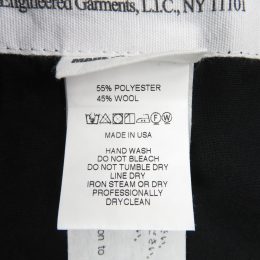 Engineered Garments, L.I.C., NY 11101
55% POLYESTER
45% WOOL
MADE IN USA
HAND WASH
DO NOT BLEACH
DO NOT TUMBLE DRY
LINE DRY
IRON STEAM OR DRY
PROFESSIONALLY
DRYCLEAN